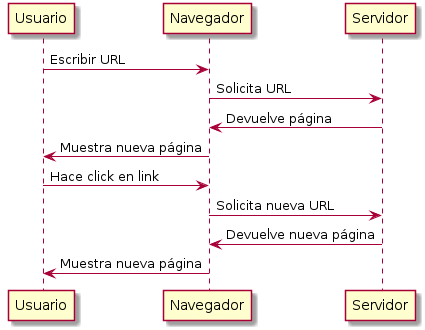 Usuario
Navegador
Servidor
Escribir URL
Solicita URL
Devuelve página
Muestra nueva página
Hace click en link
Solicita nueva URL
Devuelve nueva página
Muestra nueva página
Usuario
Navegador
Servidor